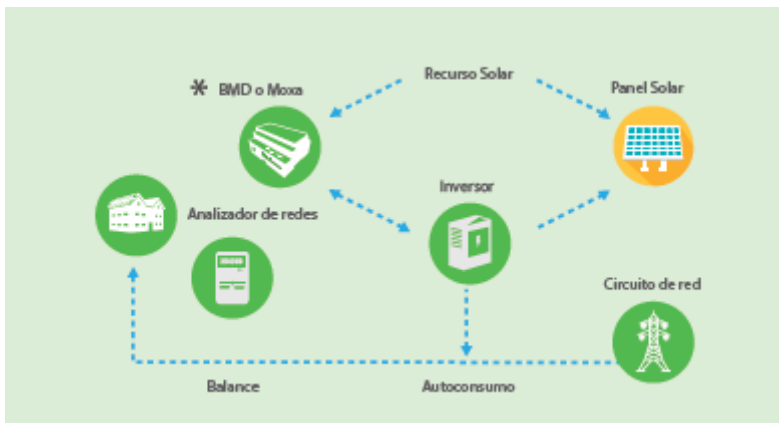 Recurso Solar
* BMD o Moxa
Panel Solar
Inversor
Analizador de redes
Circuito de red
Balance
Autoconsumo